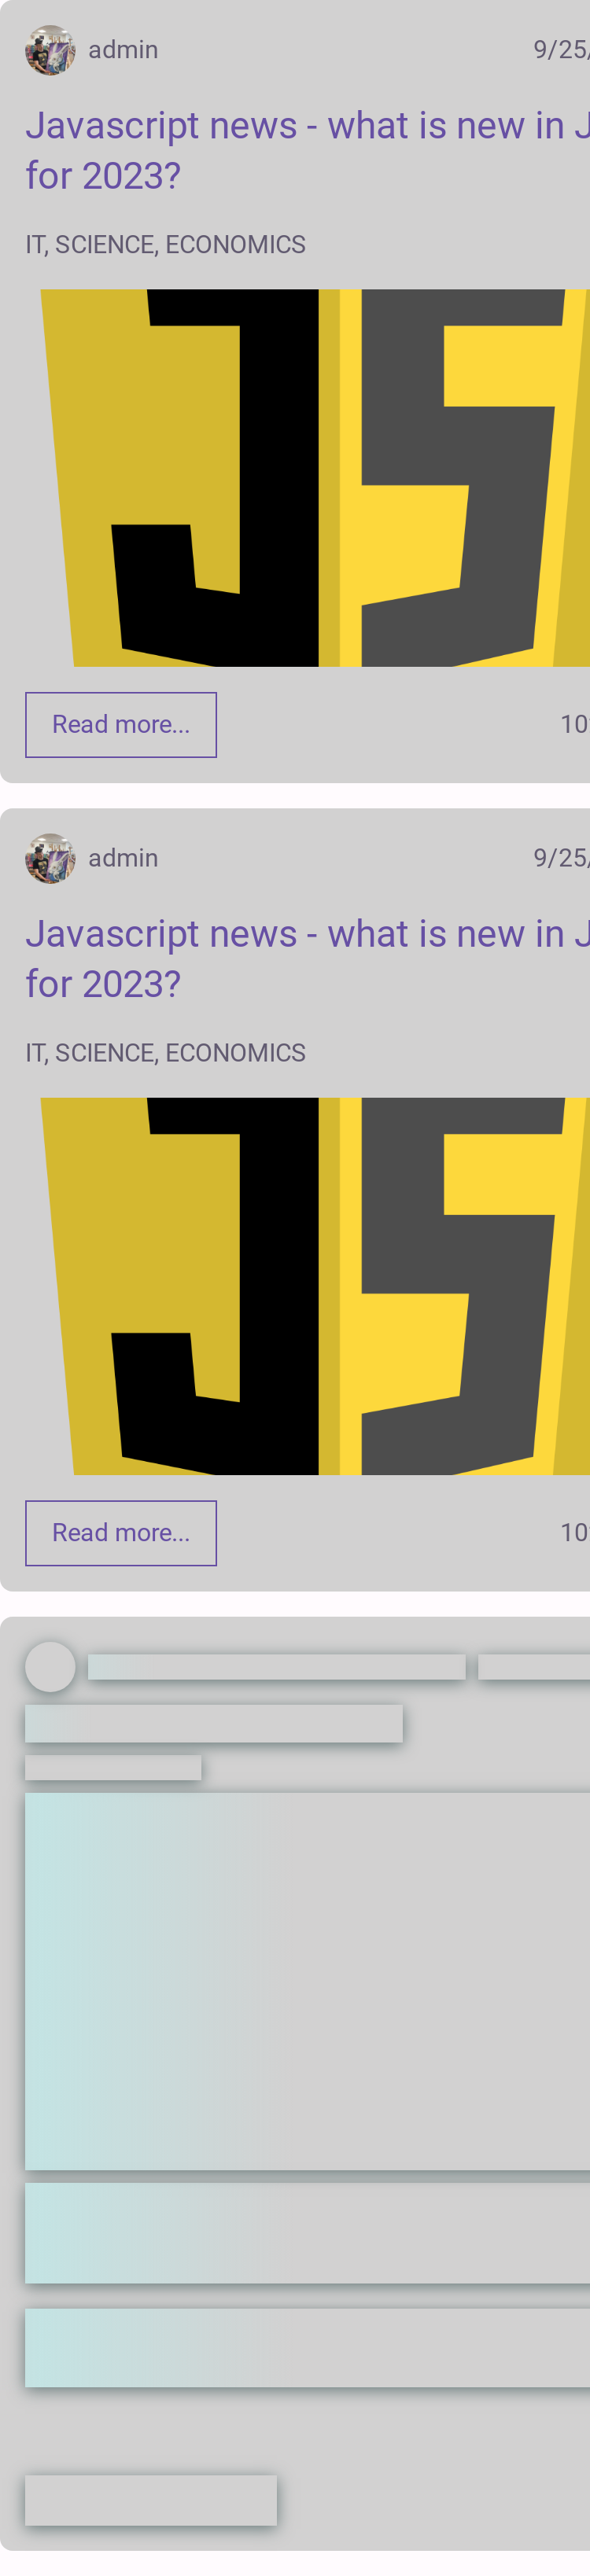 admin 9/25/
Javascript news - what is new in J
for 2023?
IT, SCIENCE, ECONOMICS
JS
Read more... 10
admin 9/25/
Javascript news - what is new in J
for 2023?
IT, SCIENCE, ECONOMICS
JS
Read more... 10